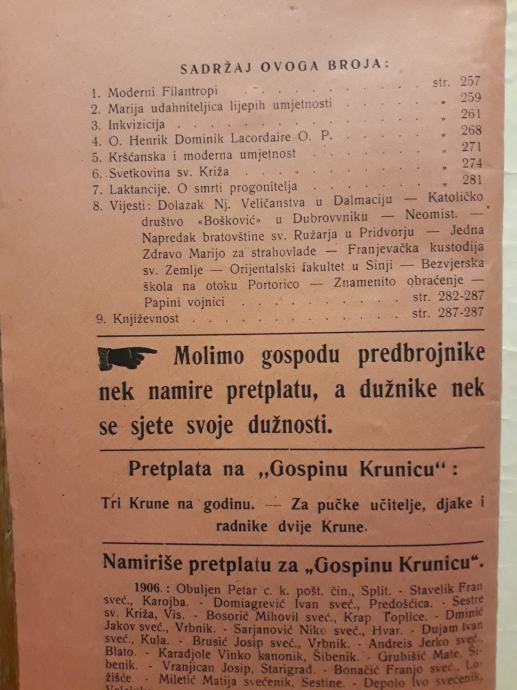 SADRŽAJ OVOGA BROJA:
1. Moderni Filantropi . . . . . . . . str. 257
2. Marija udahniteljica lijepih umjetnosti . . . . . „ 259
3. Inkvizicija . . . . . . . . . . . „ 261
4. O. Henrik Dominik Lacordaire O. P. . . . . . „ 268
5. Kršćanska i moderna umjetnost . . . . . . „ 271
6. Svetkovina sv. Križa . . . . . . . . „ 274
7. Laktancije. O smrti progonitelja . . . . . . „ 281
8. Vijesti: Dolazak Nj. Veličanstva u Dalmaciju — Katoličko
društvo «Bošković» u Dubrovvniku — Neomist. —
Napredak bratovštine sv. Ružarja u Pridvorju — Jedna
Zdravo Marijo za strahovlade — Franjevačka kustodija
sv. Zemlje — Orijentalski fakultet u Sinji — Bezvjerska
škola na otoku Portorico — Znamenito obraćenje —
Papini vojnici . . . . . . . . str. 282-287
9. Književnost . . . . . . . . . . str. 287-287
Molimo gospodu predbrojnike
nek namire pretplatu, a dužnike nek
se sjete svoje dužnosti.
Pretplata na „Gospinu Krunicu“ :
Tri Krune na godinu. — Za pučke učitelje, djake i
radnike dvije Krune.
Namiriše pretplatu za „Gospinu Krunicu“.
1906.: Obuljen Petar c. k. pošt. čin., Split. - Stavelik Fran
sveć., Karojba. - Domiagrević Ivan sveć., Predošćica. - Sestre
sv. Križa, Vis. - Bosorić Mihovil sveć., Krap Toplice. - Dminić
Jakov sveć., Vrbnik. - Sarjanović Niko sveć., Hvar. - Dujam Ivan
sveć., Kula. - Brusić Josip sveć., Vrbnik. - Andreis Jerko sveć.,
Blato. - Karadjole Vinko kanonik, Šibenik. - Grubišić Mate, Ši-
benik. - Vranjican Josip, Starigrad. - Bonačić Franjo sveć., Lo-
žišće. - Miletić Matija svećenik, Sestine. - Depolo Ivo svećenik,